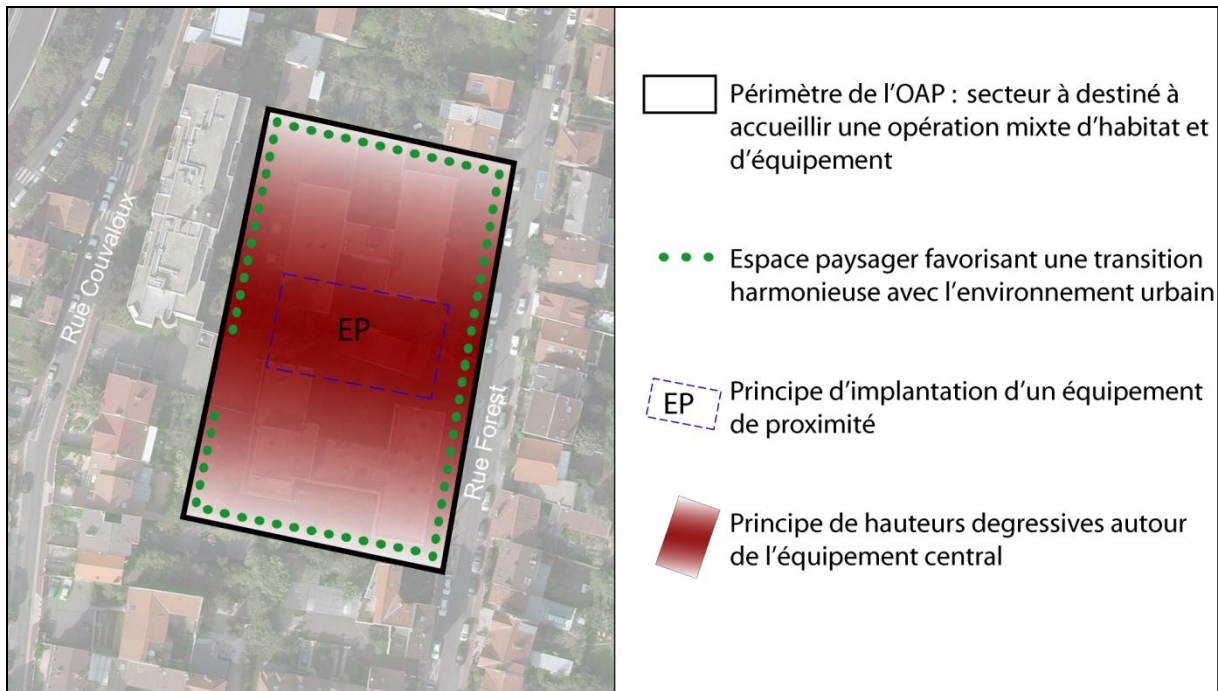 Rue Couvaloux
EP
Rue Forest
Périmètre de l'OAP : secteur à destiné à
accueillir une opération mixte d'habitat et
d'équipement
Espace paysager favorisant une transition
harmonieuse avec l'environnement urbain
EP
Principe d'implantation d'un équipement
de proximité
Principe de hauteurs degressives autour
de l'équipement central